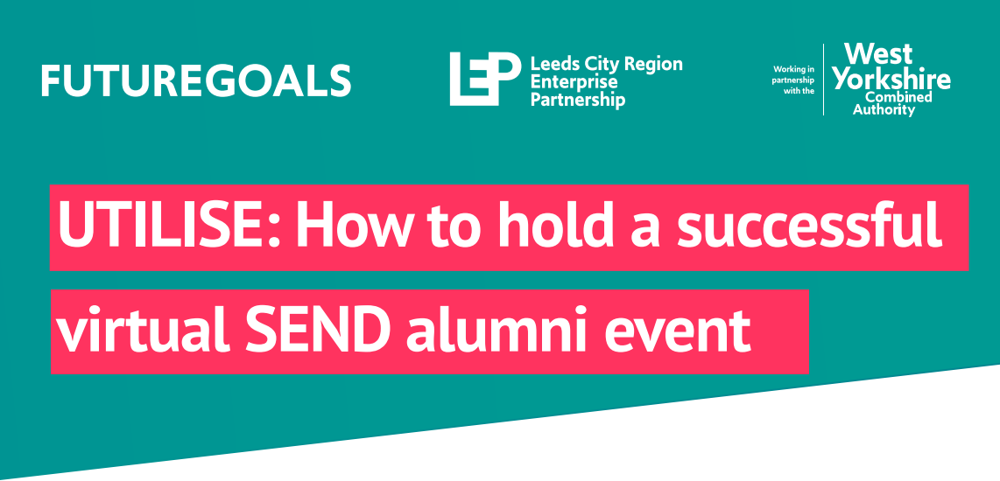 FUTUREGOALS
LEP
Leeds City Region
Enterprise
Partnership
Working in
partnership
with the
West
Yorkshire
Combined
Authority
UTILISE: How to hold a successful
virtual SEND alumni event